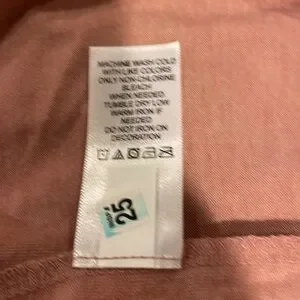 MACHINE WASH COLD
WITH LIKE COLORS
ONLY NON-CHLORINE
BLEACH
WHEN NEEDED
TUMBLE DRY LOW
WARM IRON IF
NEEDED
DO NOT IRON ON
DECORATION
25